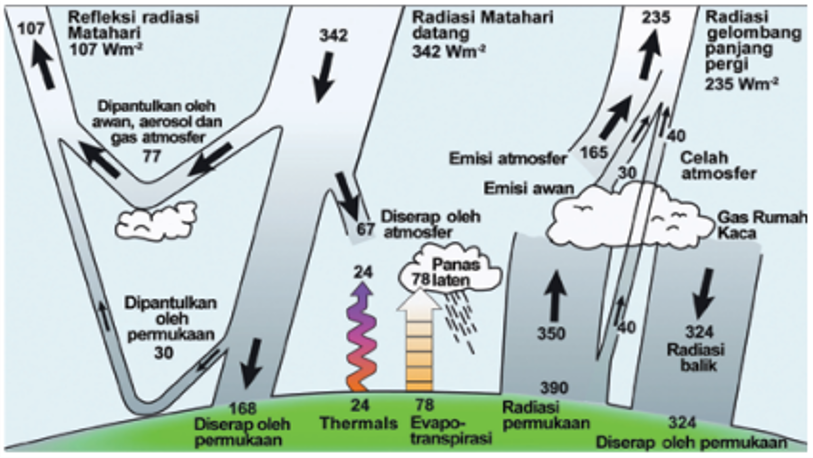 107
Refleksi radiasi
Matahari
107 Wm-2
342
Radiasi Matahari
datang
342 Wm-2
235
Radiasi
gelombang
panjang
pergi
235 Wm-2
Dipantulkan oleh
awan, aerosol dan
gas atmosfer
77
Emisi atmosfer
165
40
Celah
atmosfer
Emisi awan
30
Gas Rumah
Kaca
67
Diserap oleh
atmosfer
24
Panas
78 laten
Dipantulkan
oleh
permukaan
30
350
40
324
Radiasi
balik
390
168
Diserap oleh
permukaan
24
Thermals
78
Evapo-
transpirasi
Radiasi
permukaan
324
Diserap oleh permukaan